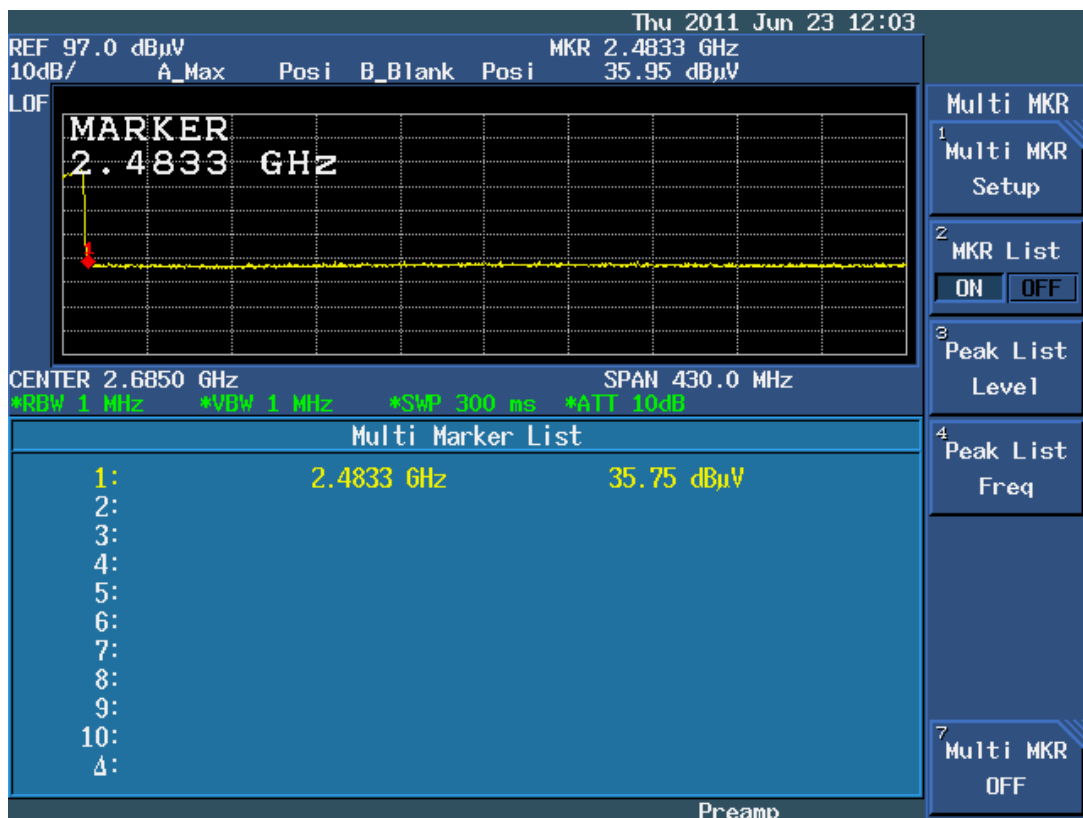 Thu 2011 Jun 23 12:03
REF 97.0 dBµV MKR 2.4833 GHz
10dB/ A_Max Posi B_Blank Posi 35.95 dBµV
LOF
MARKER
2.4833 GHz
1
CENTER 2.6850 GHz SPAN 430.0 MHz
*RBW 1 MHz *VBW 1 MHz *SWP 300 ms *ATT 10dB
Multi Marker List
1: 2.4833 GHz 35.75 dBµV
2:
3:
4:
5:
6:
7:
8:
9:
10:
Δ:
Preamp
Multi MKR
1 Multi MKR
Setup
2 MKR List
ON OFF
3 Peak List
Level
4 Peak List
Freq
7 Multi MKR
OFF